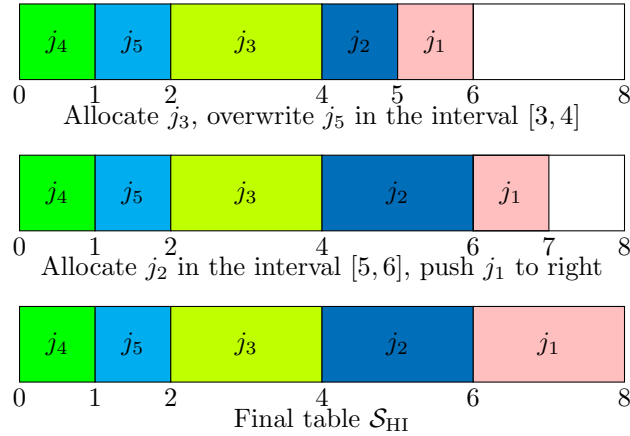 j₄ j₅ j₃ j₂ j₁
0 1 2 4 5 6 8
Allocate j₃, overwrite j₅ in the interval [3, 4]
j₄ j₅ j₃ j₂ j₁
0 1 2 4 6 7 8
Allocate j₂ in the interval [5, 6], push j₁ to right
j₄ j₅ j₃ j₂ j₁
0 1 2 4 6 8
Final table 𝒮_HI